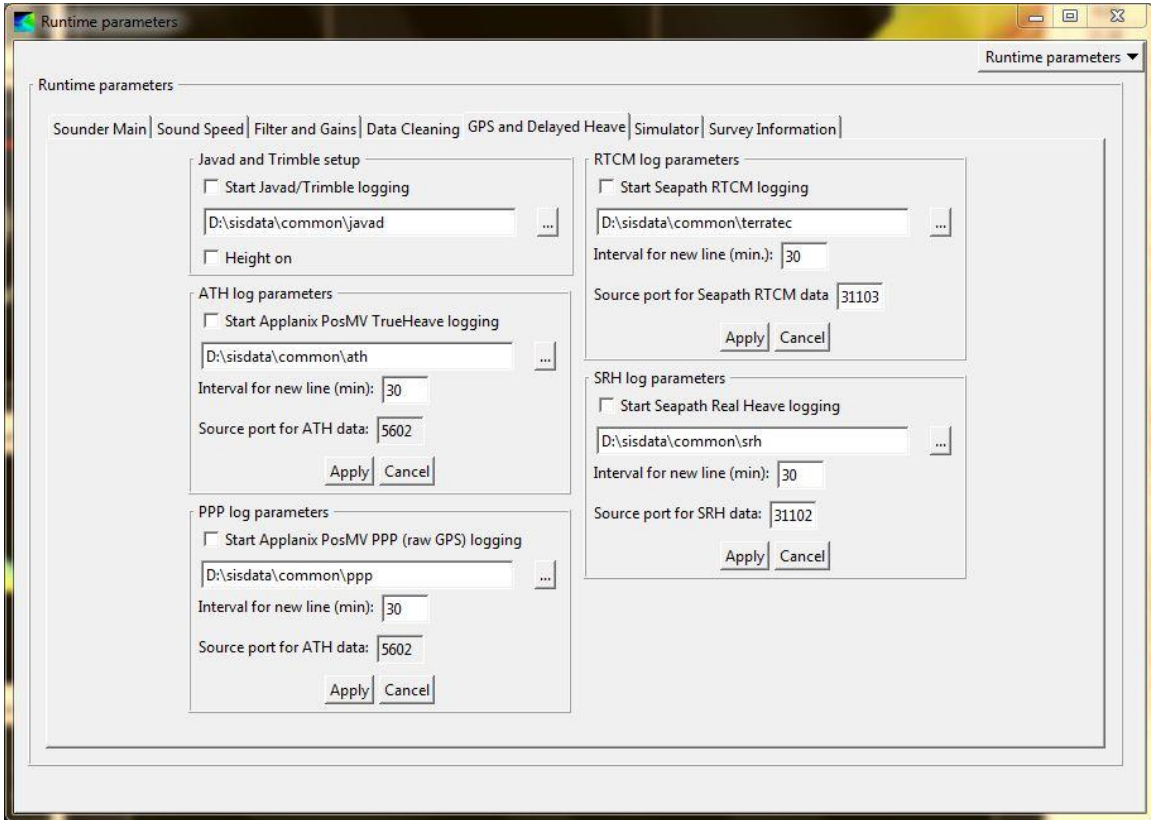 Runtime parameters
Runtime parameters
Runtime parameters
Sounder Main Sound Speed Filter and Gains Data Cleaning GPS and Delayed Heave Simulator Survey Information
Javad and Trimble setup
Start Javad/Trimble logging
D:\sisdata\common\javad ...
Height on
ATH log parameters
Start Applanix PosMV TrueHeave logging
D:\sisdata\common\ath ...
Interval for new line (min): 30
Source port for ATH data: 5602
Apply Cancel
PPP log parameters
Start Applanix PosMV PPP (raw GPS) logging
D:\sisdata\common\ppp ...
Interval for new line (min): 30
Source port for ATH data: 5602
Apply Cancel
RTCM log parameters
Start Seapath RTCM logging
D:\sisdata\common\terratec ...
Interval for new line (min.): 30
Source port for Seapath RTCM data 31103
Apply Cancel
SRH log parameters
Start Seapath Real Heave logging
D:\sisdata\common\srh ...
Interval for new line (min): 30
Source port for SRH data: 31102
Apply Cancel